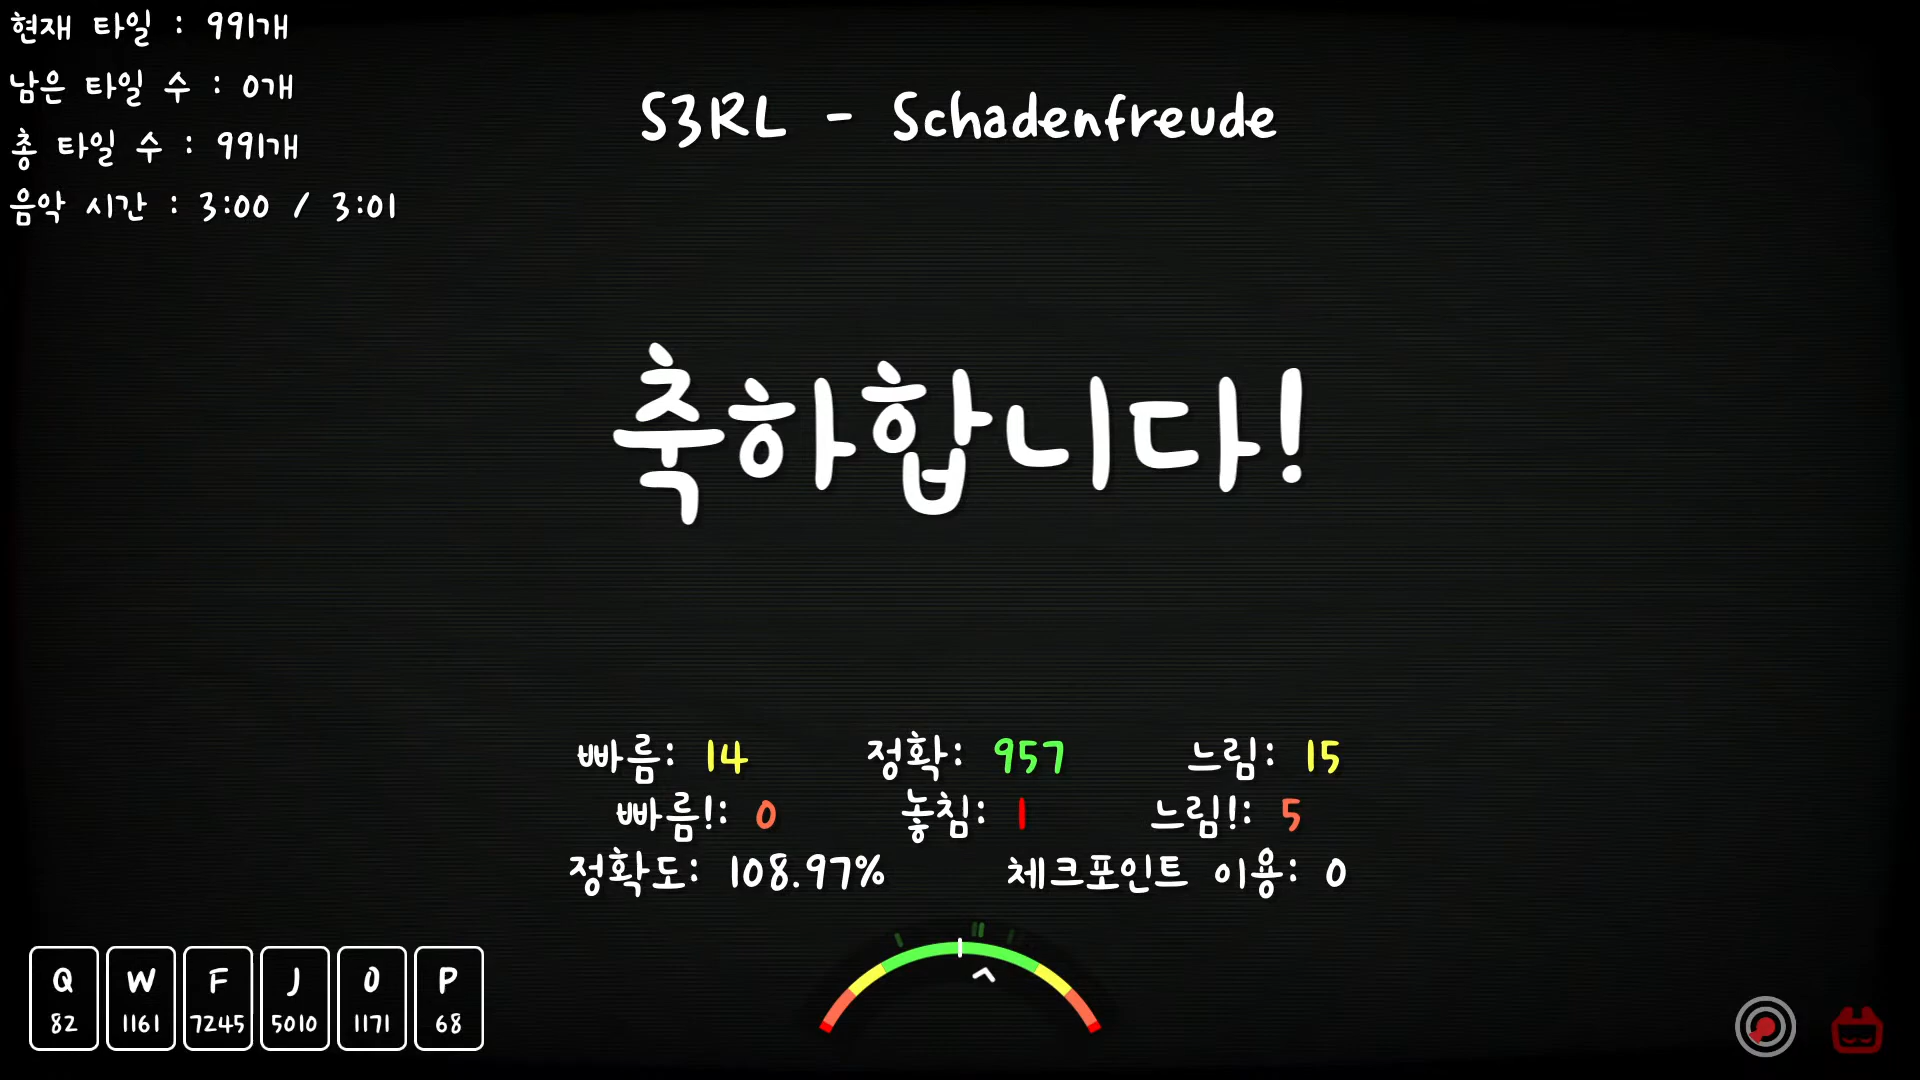 현재 타일 : 991개
남은 타일 수 : 0개
총 타일 수 : 991개
음악 시간 : 3:00 / 3:01
S3RL - Schadenfreude
축하합니다!
빠름: 14 정확: 957 느림: 15
빠름!: 0 놓침: 1 느림!: 5
정확도: 108.97% 체크포인트 이용: 0
Q W F J O P
82 1161 7245 5010 1171 68